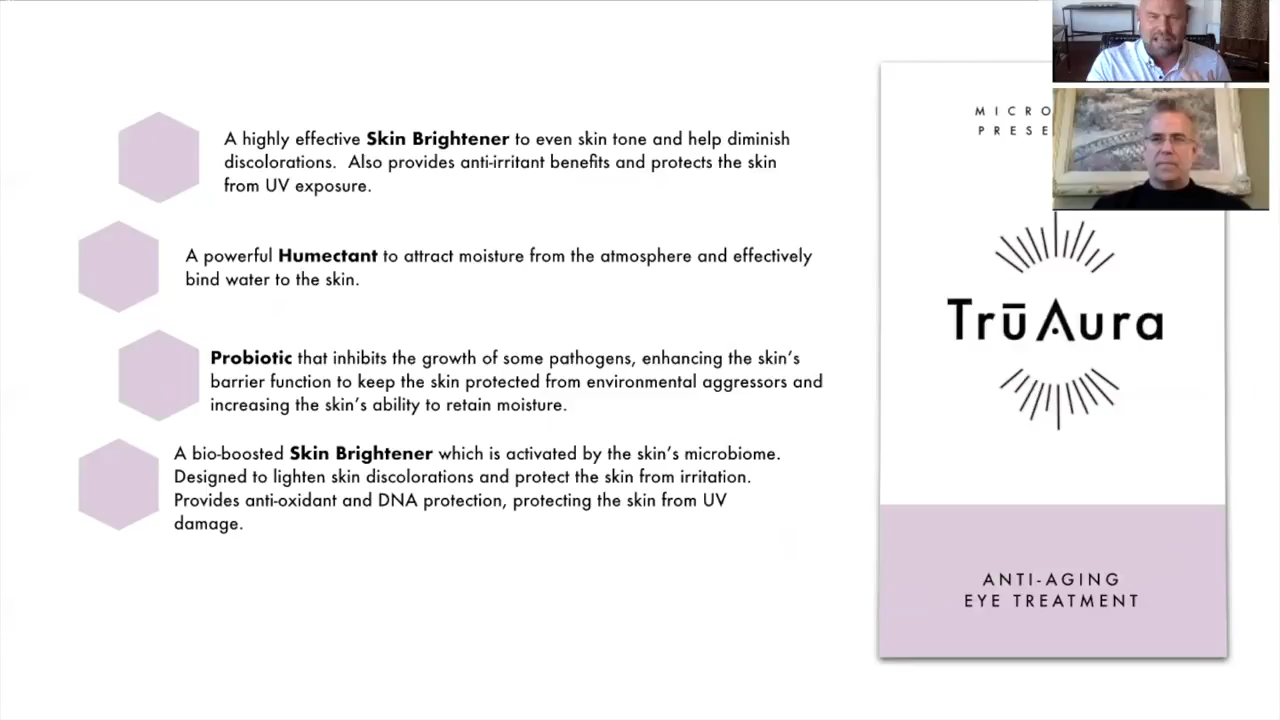 A highly effective Skin Brightener to even skin tone and help diminish
discolorations. Also provides anti-irritant benefits and protects the skin
from UV exposure.
A powerful Humectant to attract moisture from the atmosphere and effectively
bind water to the skin.
Probiotic that inhibits the growth of some pathogens, enhancing the skin's
barrier function to keep the skin protected from environmental aggressors and
increasing the skin's ability to retain moisture.
A bio-boosted Skin Brightener which is activated by the skin's microbiome.
Designed to lighten skin discolorations and protect the skin from irritation.
Provides anti-oxidant and DNA protection, protecting the skin from UV
damage.
TrūAura
ANTI-AGING
EYE TREATMENT